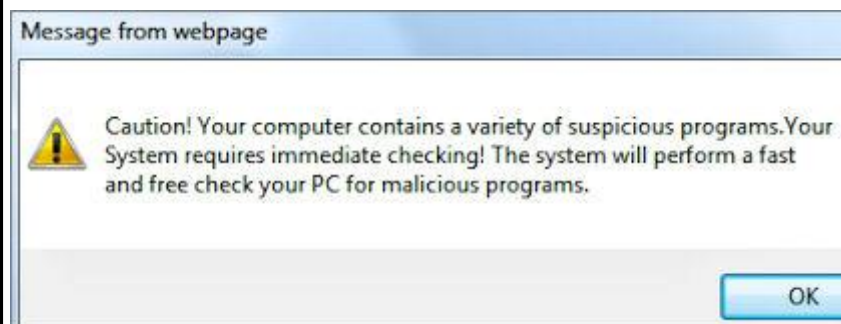 Message from webpage
Caution! Your computer contains a variety of suspicious programs.Your
System requires immediate checking! The system will perform a fast
and free check your PC for malicious programs.
OK